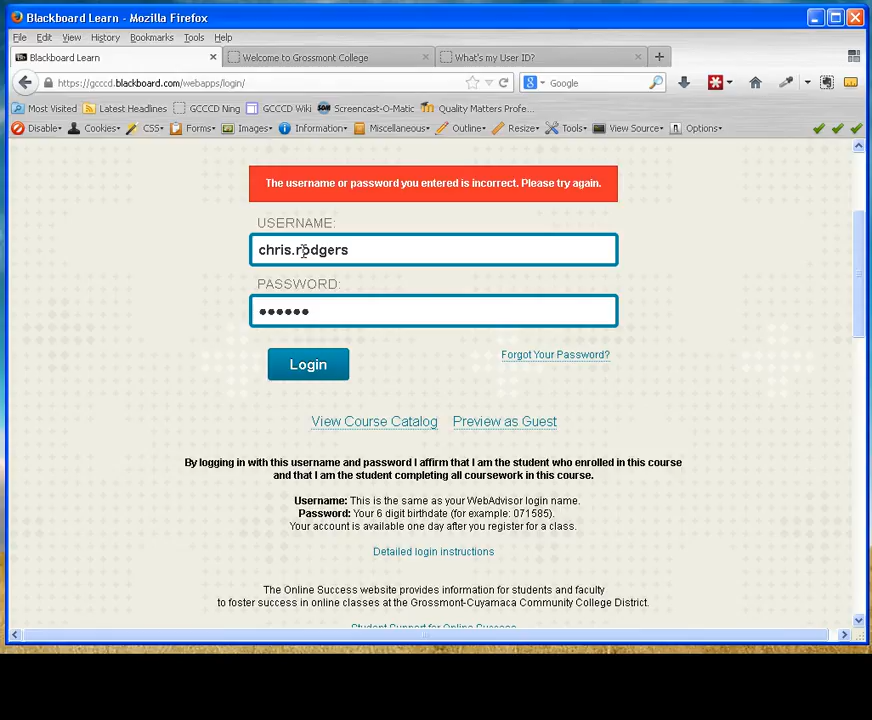 Blackboard Learn - Mozilla Firefox
File Edit View History Bookmarks Tools Help
Blackboard Learn Welcome to Grossmont College What's my User ID?
https://gcccd.blackboard.com/webapps/login/ Google
Most Visited Latest Headlines GCCCD Ning GCCCD Wiki Screencast-O-Matic Quality Matters Profe...
Disable Cookies CSS Forms Images Information Miscellaneous Outline Resize Tools View Source Options
The username or password you entered is incorrect. Please try again.
USERNAME:
chris.rodgers
PASSWORD:
Login
Forgot Your Password?
View Course Catalog Preview as Guest
By logging in with this username and password I affirm that I am the student who enrolled in this course
and that I am the student completing all coursework in this course.
Username: This is the same as your WebAdvisor login name.
Password: Your 6 digit birthdate (for example: 071585).
Your account is available one day after you register for a class.
Detailed login instructions
The Online Success website provides information for students and faculty
to foster success in online classes at the Grossmont-Cuyamaca Community College District.
Student Support for Online Success